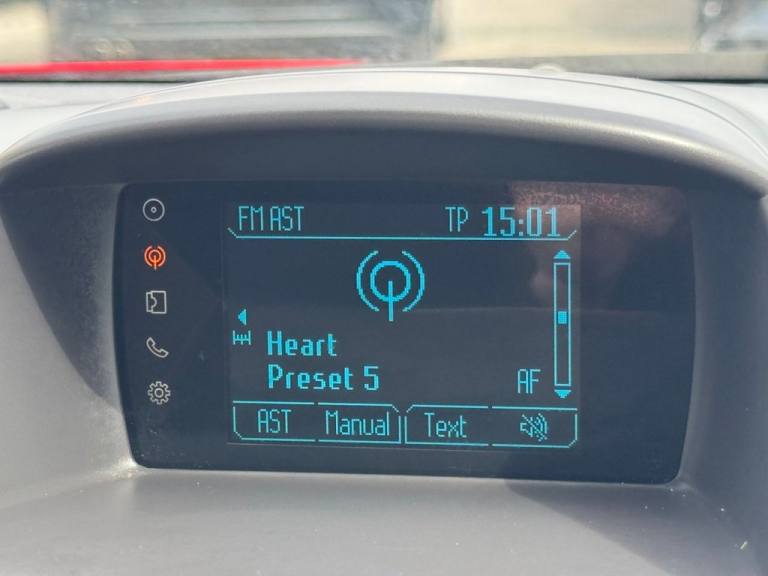 FM AST TP 15:01
Heart
Preset 5 AF
AST Manual Text